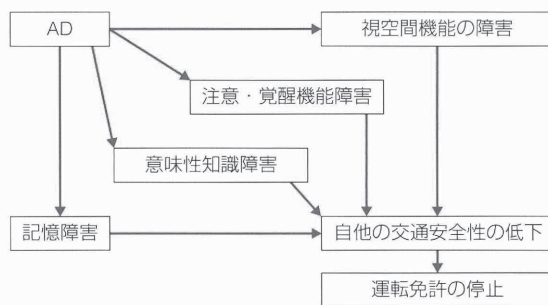 AD
視空間機能の障害
注意・覚醒機能障害
意味性知識障害
記憶障害
自他の交通安全性の低下
運転免許の停止